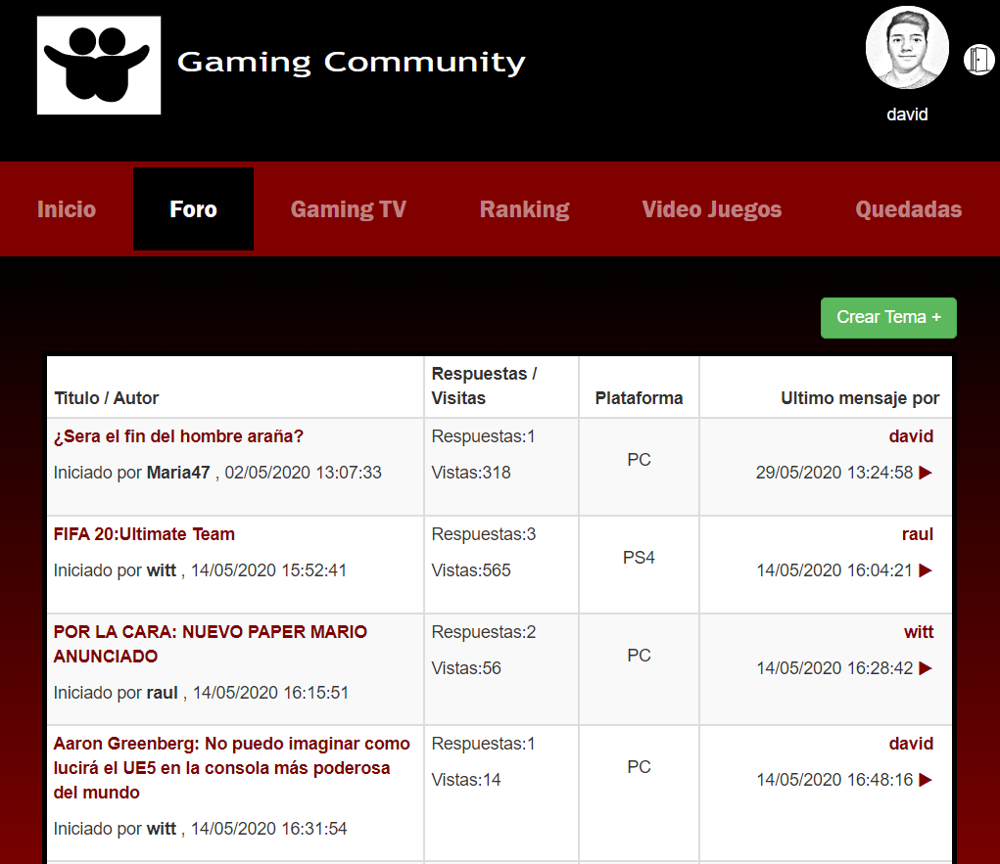 Gaming Community
david
Inicio
Foro
Gaming TV
Ranking
Video Juegos
Quedadas
Crear Tema +
Titulo / Autor
Respuestas /
Visitas
Plataforma
Ultimo mensaje por
¿Sera el fin del hombre araña?
Iniciado por Maria47 , 02/05/2020 13:07:33
Respuestas:1
Vistas:318
PC
david
29/05/2020 13:24:58
FIFA 20:Ultimate Team
Iniciado por witt , 14/05/2020 15:52:41
Respuestas:3
Vistas:565
PS4
raul
14/05/2020 16:04:21
POR LA CARA: NUEVO PAPER MARIO
ANUNCIADO
Iniciado por raul , 14/05/2020 16:15:51
Respuestas:2
Vistas:56
PC
witt
14/05/2020 16:28:42
Aaron Greenberg: No puedo imaginar como
lucirá el UE5 en la consola más poderosa
del mundo
Iniciado por witt , 14/05/2020 16:31:54
Respuestas:1
Vistas:14
PC
david
14/05/2020 16:48:16